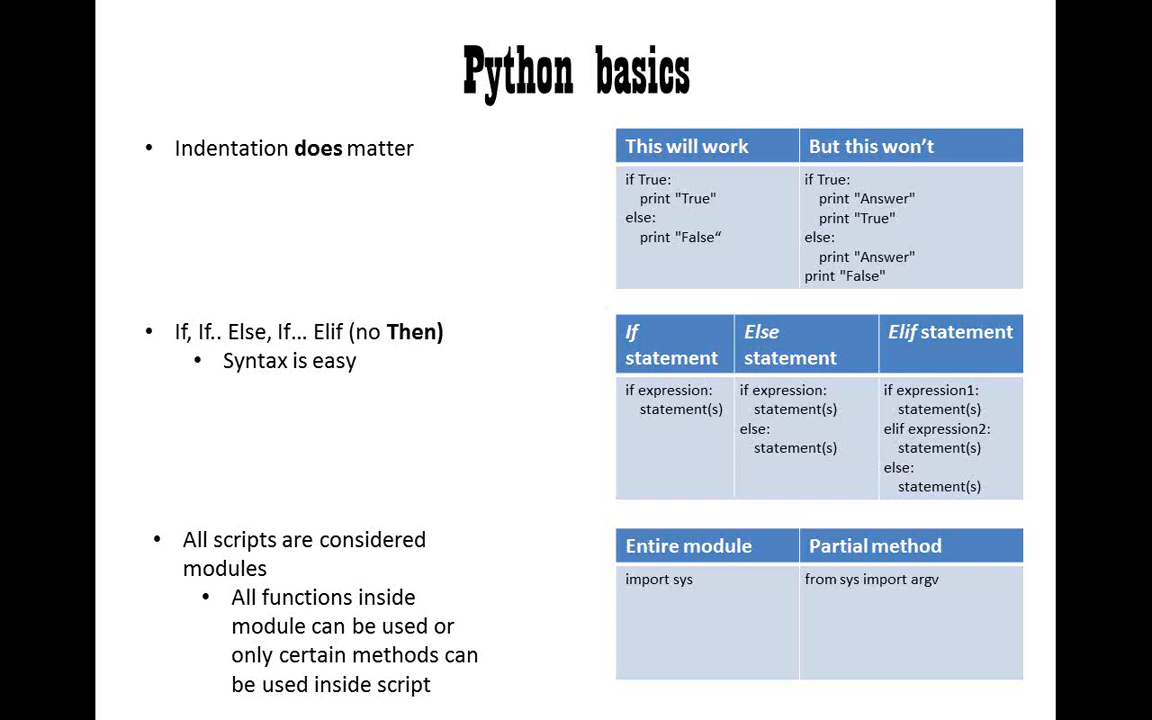 Python basics
• Indentation does matter
This will work
But this won't
if True:
print "True"
else:
print "False“
if True:
print "Answer"
print "True"
else:
print "Answer"
print "False"
• If, If.. Else, If... Elif (no Then)
• Syntax is easy
If
statement
Else
statement
Elif statement
if expression:
statement(s)
if expression:
statement(s)
else:
statement(s)
if expression1:
statement(s)
elif expression2:
statement(s)
else:
statement(s)
• All scripts are considered
modules
• All functions inside
module can be used or
only certain methods can
be used inside script
Entire module
Partial method
import sys
from sys import argv